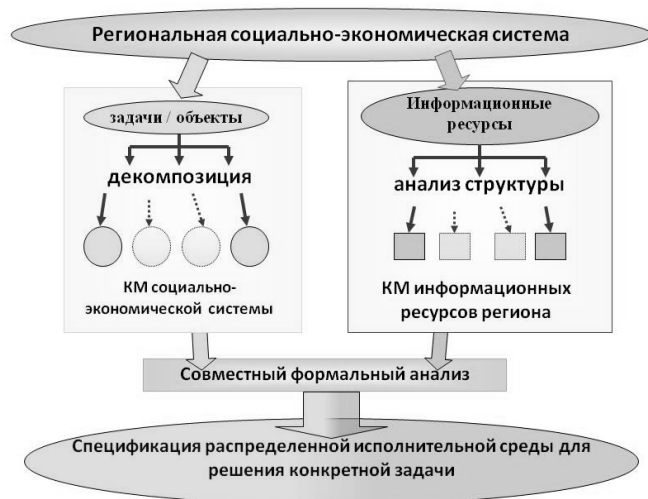 Региональная социально-экономическая система
задачи / объекты
декомпозиция
КМ социально-
экономической системы
Информационные
ресурсы
анализ структуры
КМ информационных
ресурсов региона
Совместный формальный анализ
Спецификация распределенной исполнительной среды для
решения конкретной задачи